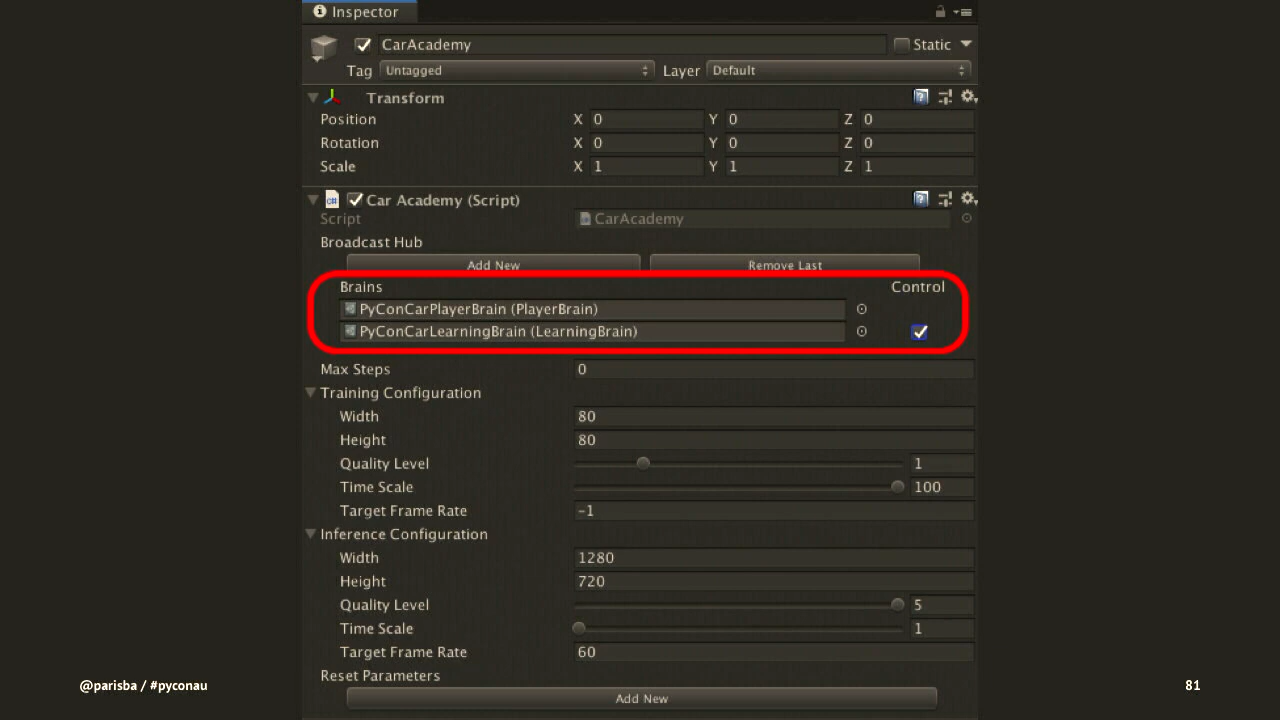 Inspector
CarAcademy Static
Tag Untagged Layer Default
Transform
Position X 0 Y 0 Z 0
Rotation X 0 Y 0 Z 0
Scale X 1 Y 1 Z 1
C# Car Academy (Script)
Script CarAcademy
Broadcast Hub
Add New Remove Last
Brains Control
PyConCarPlayerBrain (PlayerBrain)
PyConCarLearningBrain (LearningBrain)
Max Steps 0
Training Configuration
Width 80
Height 80
Quality Level 1
Time Scale 100
Target Frame Rate -1
Inference Configuration
Width 1280
Height 720
Quality Level 5
Time Scale 1
Target Frame Rate 60
Reset Parameters
Add New
@parisba / #pyconau 81